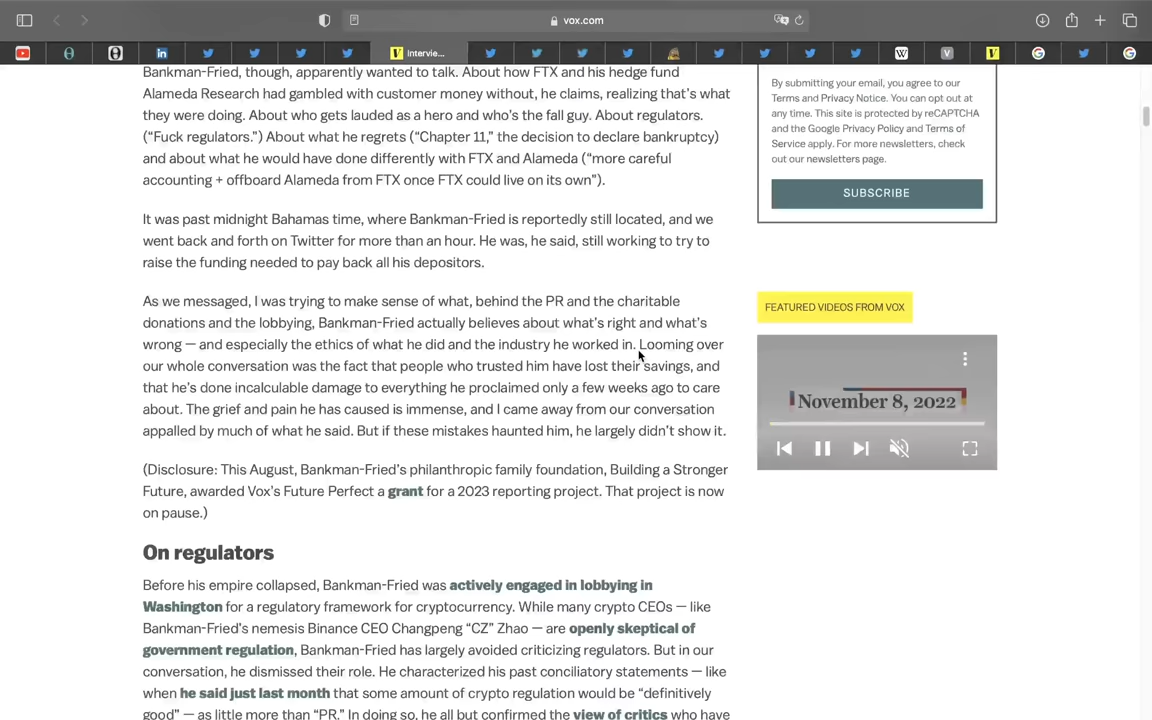 vox.com
Intervie...
Bankman-Fried, though, apparently wanted to talk. About how FTX and his hedge fund
Alameda Research had gambled with customer money without, he claims, realizing that's what
they were doing. About who gets lauded as a hero and who's the fall guy. About regulators.
("Fuck regulators.") About what he regrets ("Chapter 11," the decision to declare bankruptcy)
and about what he would have done differently with FTX and Alameda ("more careful
accounting + offboard Alameda from FTX once FTX could live on its own").
It was past midnight Bahamas time, where Bankman-Fried is reportedly still located, and we
went back and forth on Twitter for more than an hour. He was, he said, still working to try to
raise the funding needed to pay back all his depositors.
As we messaged, I was trying to make sense of what, behind the PR and the charitable
donations and the lobbying, Bankman-Fried actually believes about what's right and what's
wrong — and especially the ethics of what he did and the industry he worked in. Looming over
our whole conversation was the fact that people who trusted him have lost their savings, and
that he's done incalculable damage to everything he proclaimed only a few weeks ago to care
about. The grief and pain he has caused is immense, and I came away from our conversation
appalled by much of what he said. But if these mistakes haunted him, he largely didn't show it.
(Disclosure: This August, Bankman-Fried's philanthropic family foundation, Building a Stronger
Future, awarded Vox's Future Perfect a grant for a 2023 reporting project. That project is now
on pause.)
On regulators
Before his empire collapsed, Bankman-Fried was actively engaged in lobbying in
Washington for a regulatory framework for cryptocurrency. While many crypto CEOs — like
Bankman-Fried's nemesis Binance CEO Changpeng "CZ" Zhao — are openly skeptical of
government regulation, Bankman-Fried has largely avoided criticizing regulators. But in our
conversation, he dismissed their role. He characterized his past conciliatory statements — like
when he said just last month that some amount of crypto regulation would be "definitively
good" — as little more than "PR." In doing so, he all but confirmed the view of critics who have
By submitting your email, you agree to our
Terms and Privacy Notice. You can opt out at
any time. This site is protected by reCAPTCHA
and the Google Privacy Policy and Terms of
Service apply. For more newsletters, check
out our newsletters page.
SUBSCRIBE
FEATURED VIDEOS FROM VOX
November 8, 2022